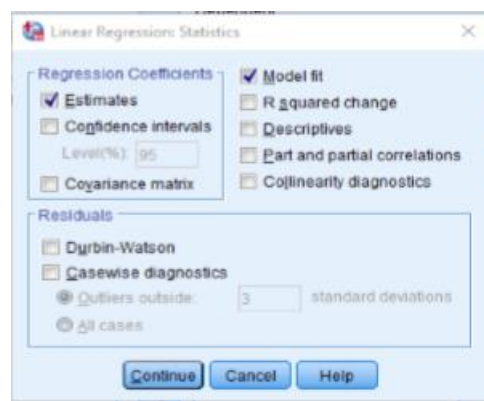 Linear Regression: Statistics
Regression Coefficients
Estimates
Confidence intervals
Level(%): 95
Covariance matrix
Model fit
R squared change
Descriptives
Part and partial correlations
Collinearity diagnostics
Residuals
Durbin-Watson
Casewise diagnostics
Outliers outside: 3 standard deviations
All cases
Continue Cancel Help